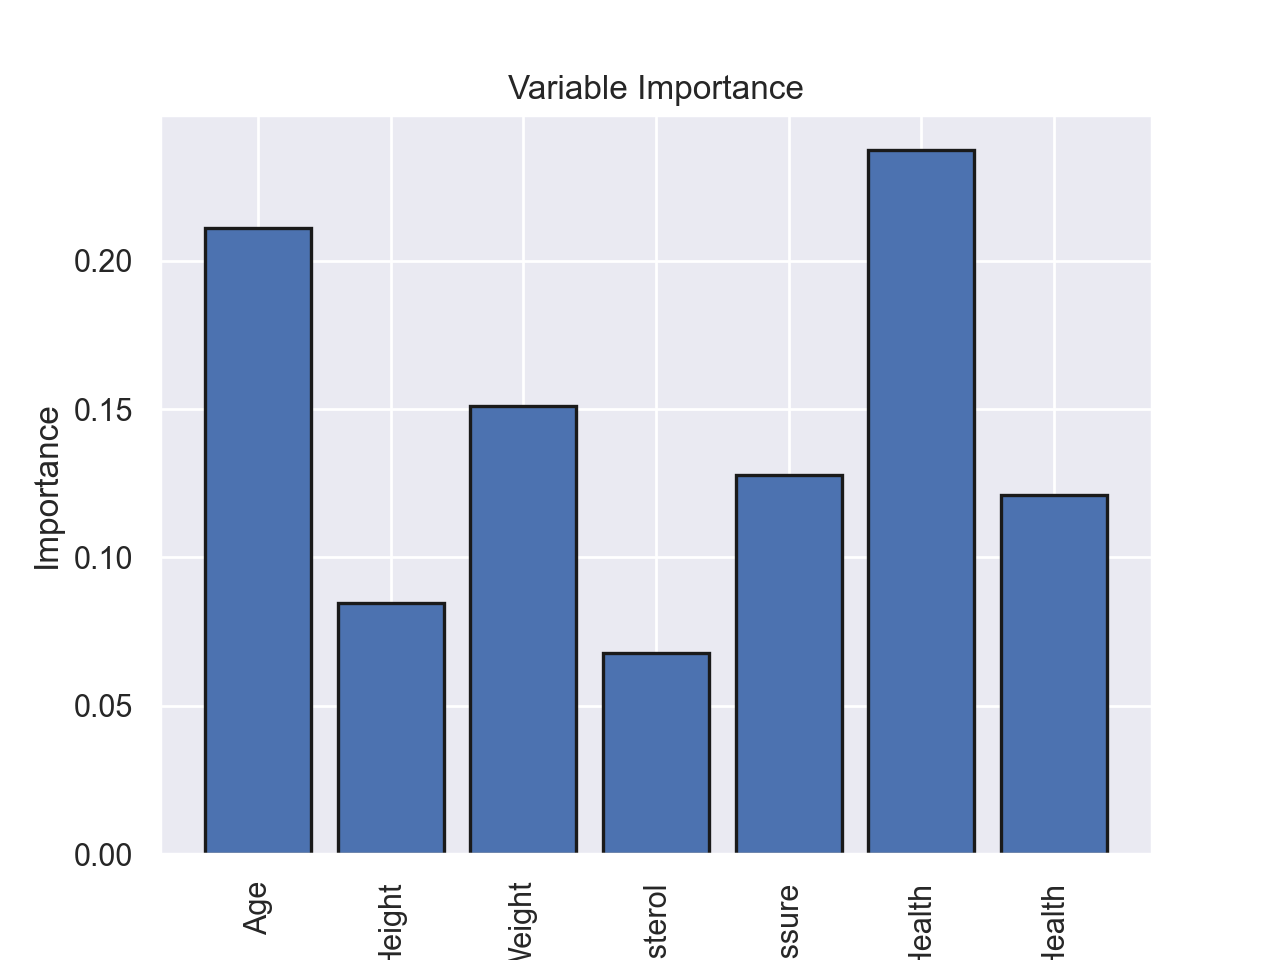 Variable Importance
Importance
0.20
0.15
0.10
0.05
0.00
Age
Height
Weight
sterol
ssure
Health
Health